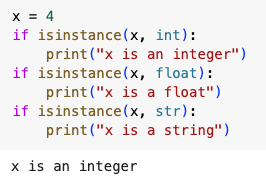 x = 4
if isinstance(x, int):
    print("x is an integer")
if isinstance(x, float):
    print("x is a float")
if isinstance(x, str):
    print("x is a string")
x is an integer